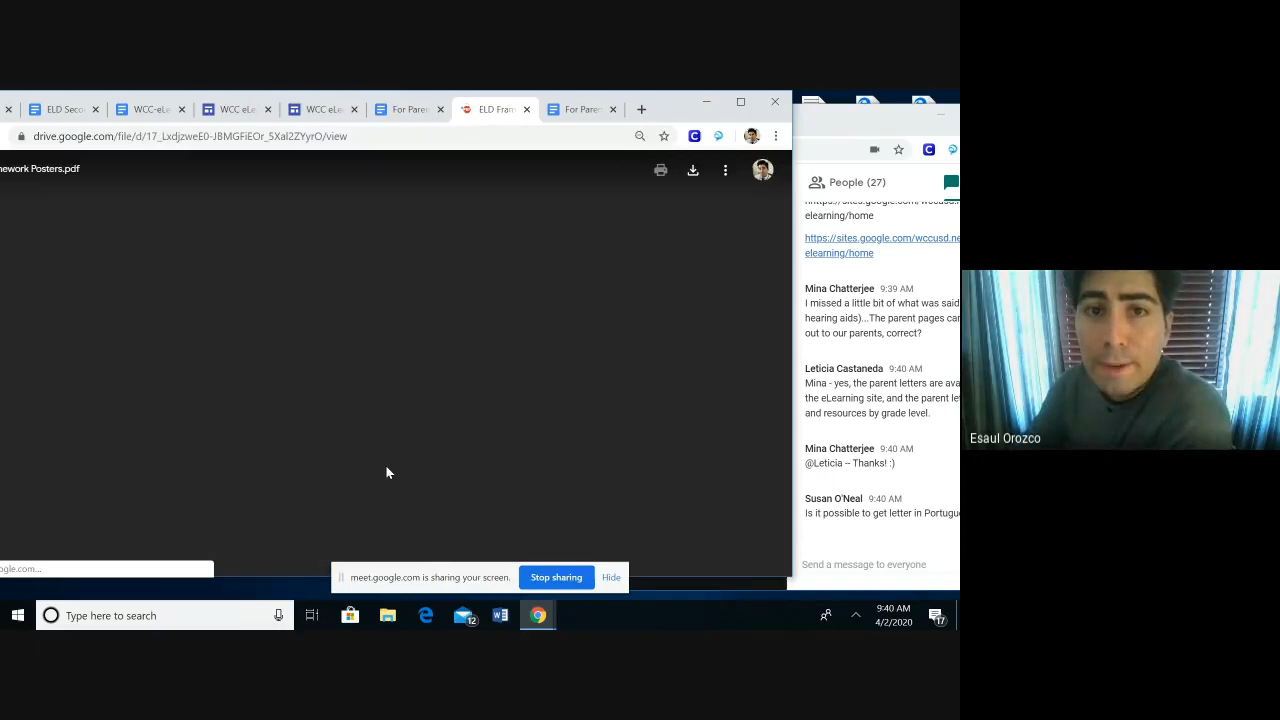 ELD Seco
WCC-eLe
WCC eLe
WCC eLe
For Paren
ELD Fram
For Paren
drive.google.com/file/d/17_LxdjzweE0-JBMGFiEOr_5XaI2ZYyrO/view
nework Posters.pdf
People (27)
elearning/home
https://sites.google.com/wccusd.ne
elearning/home
Mina Chatterjee 9:39 AM
I missed a little bit of what was said
hearing aids)...The parent pages can
out to our parents, correct?
Leticia Castaneda 9:40 AM
Mina - yes, the parent letters are ava
the eLearning site, and the parent le
and resources by grade level.
Mina Chatterjee 9:40 AM
@Leticia -- Thanks! :)
Susan O'Neal 9:40 AM
Is it possible to get letter in Portugu
Send a message to everyone
Esaul Orozco
ogle.com...
meet.google.com is sharing your screen.
Stop sharing
Hide
Type here to search
12
9:40 AM
4/2/2020
17